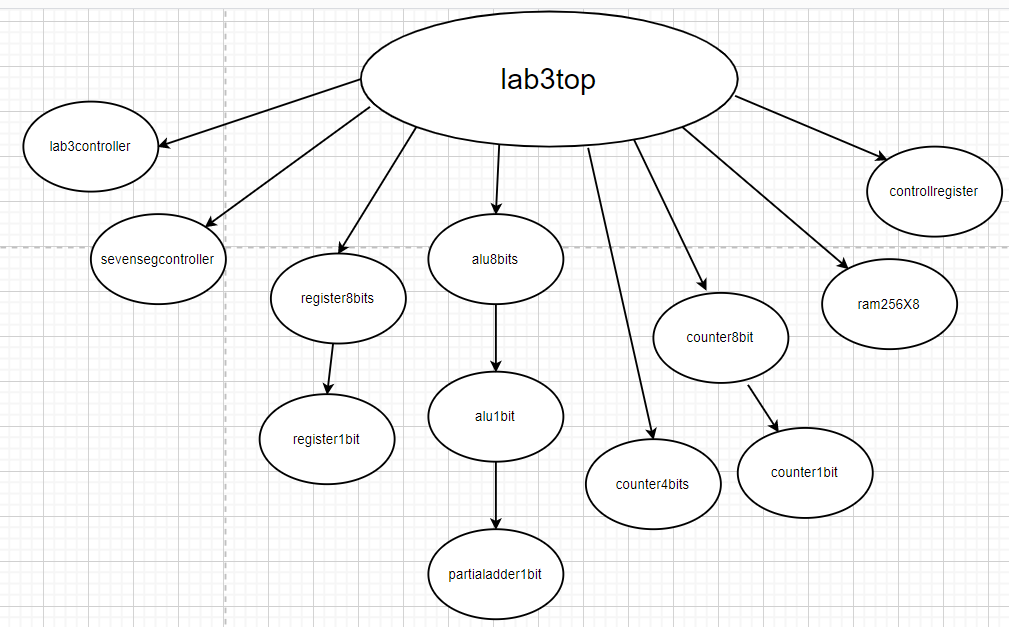 lab3top
lab3controller
controllregister
sevensegcontroller
alu8bits
register8bits
ram256X8
counter8bit
alu1bit
register1bit
counter1bit
counter4bits
partialadder1bit